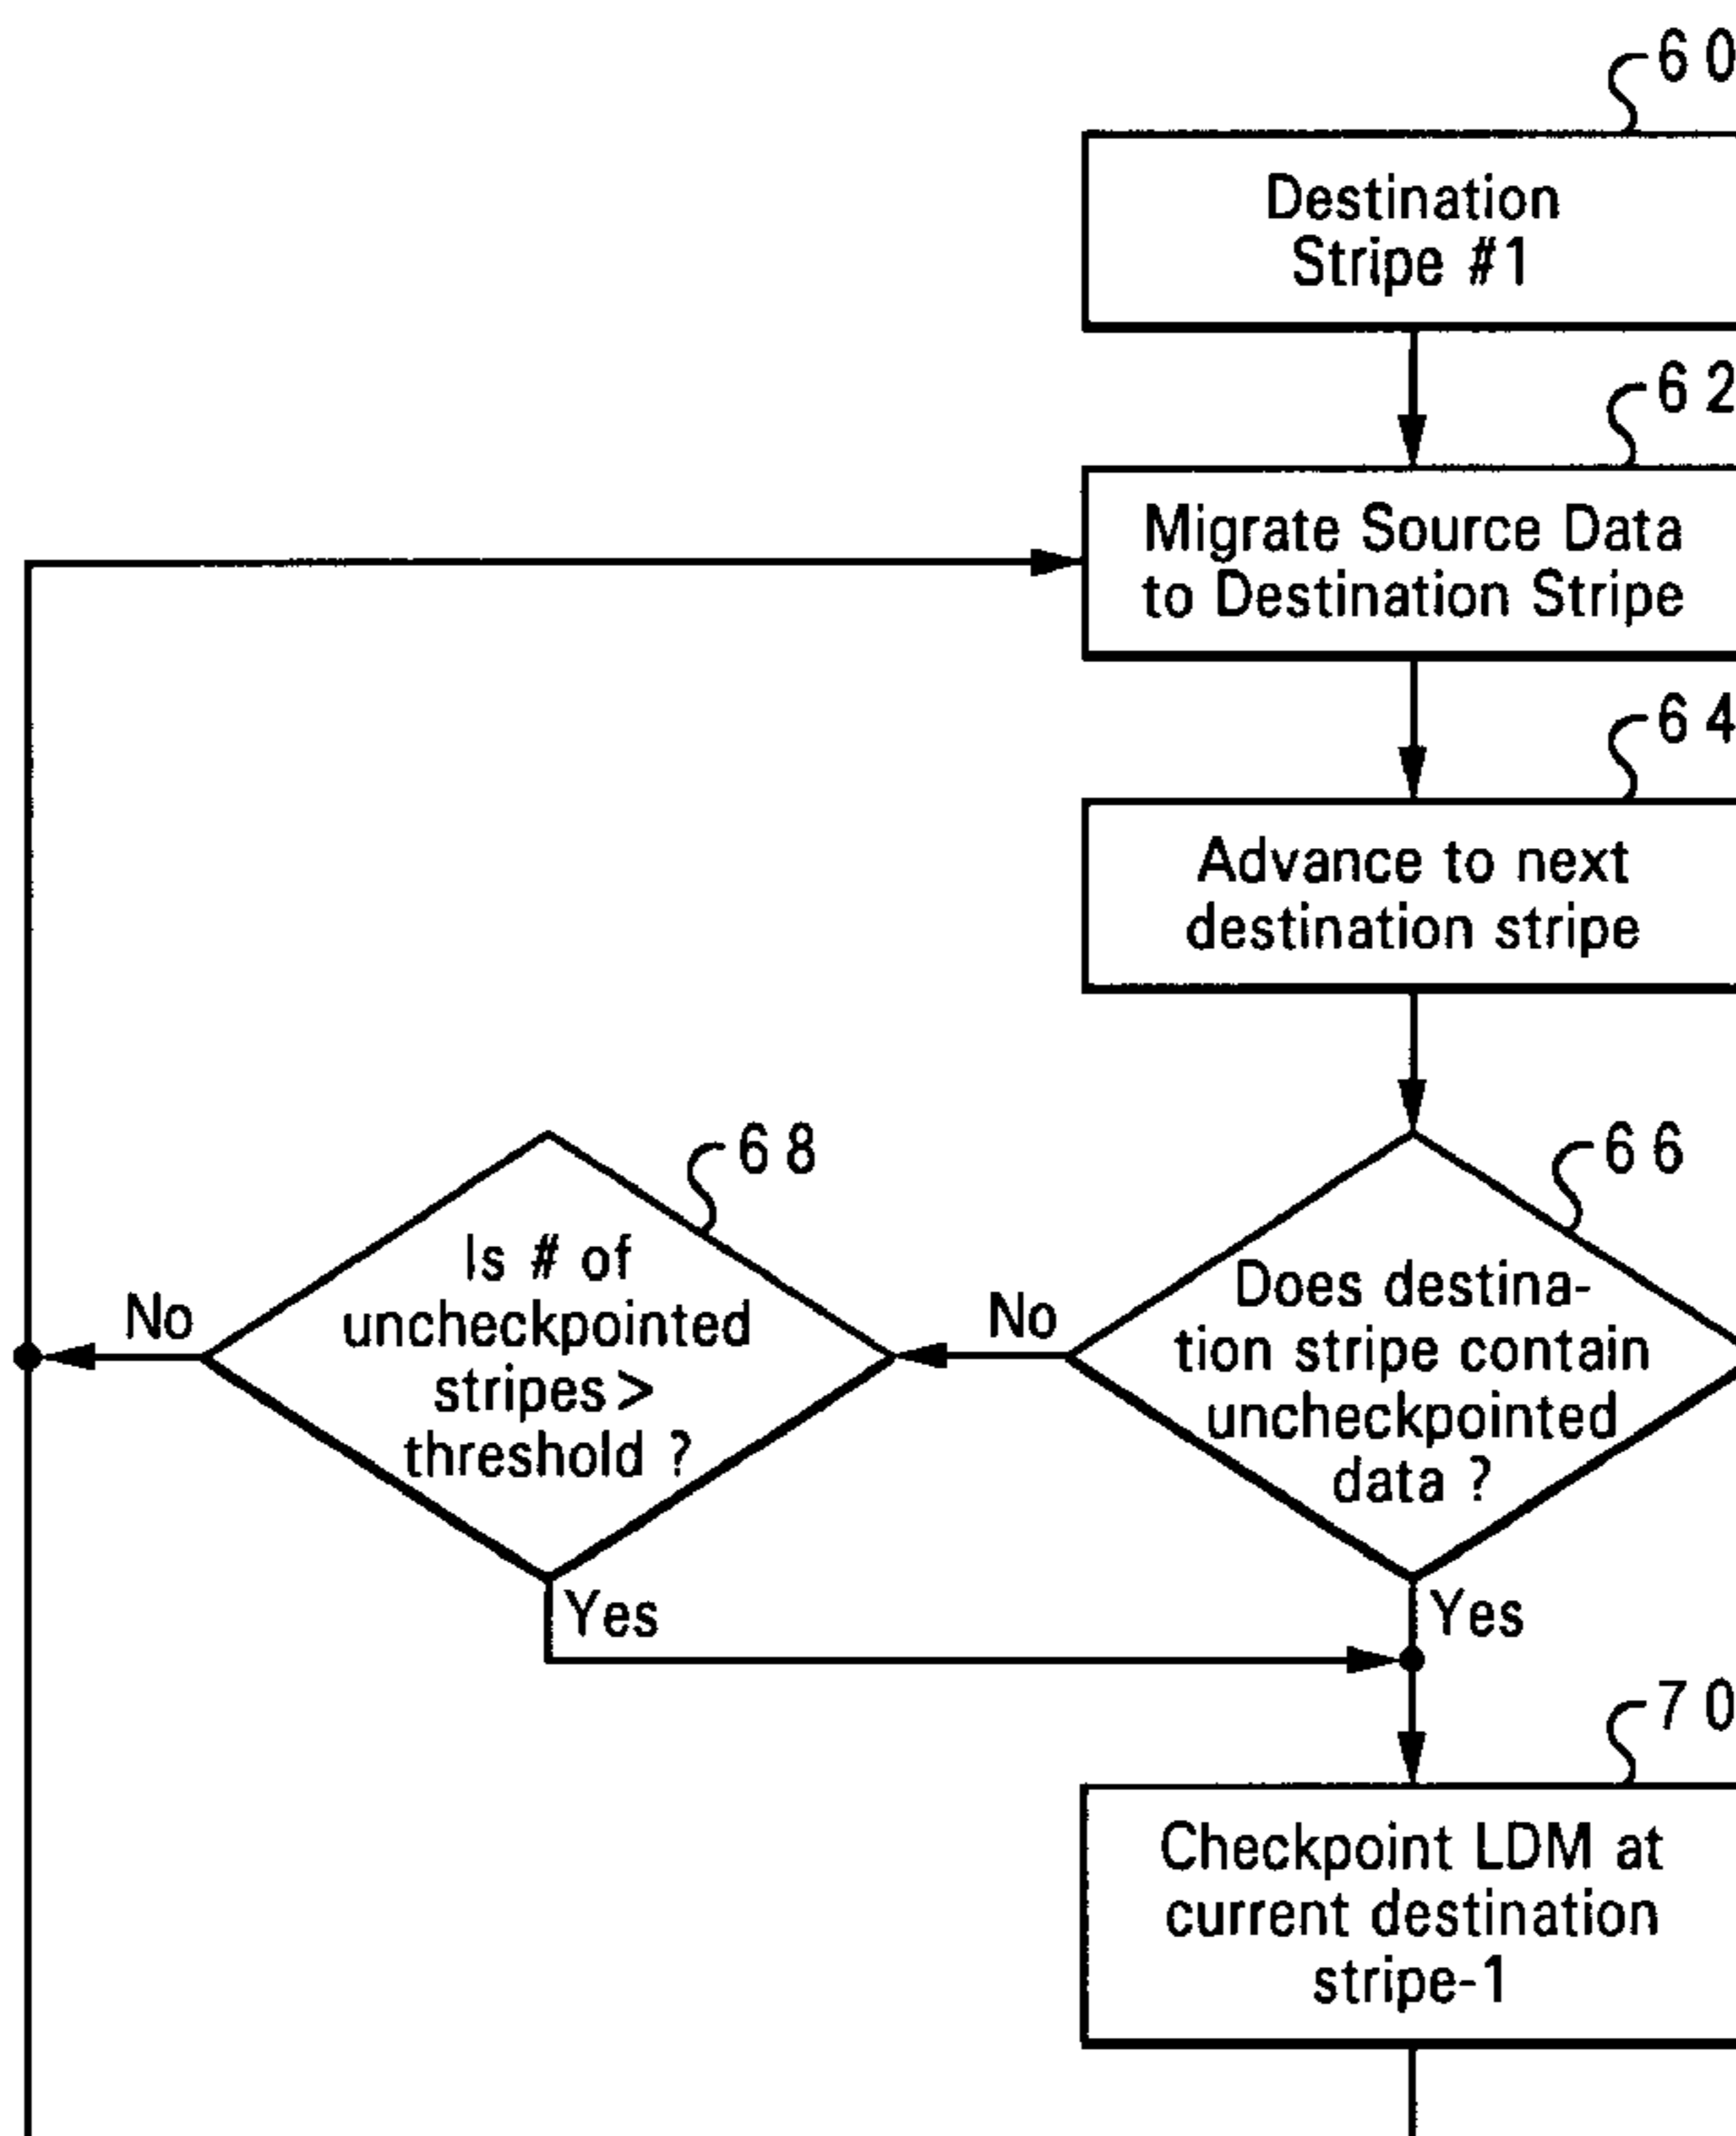 60
Destination
Stripe #1
62
Migrate Source Data
to Destination Stripe
64
Advance to next
destination stripe
68
66
Is # of
uncheckpointed
stripes >
threshold ?
No
No
Does destina-
tion stripe contain
uncheckpointed
data ?
Yes
Yes
70
Checkpoint LDM at
current destination
stripe-1